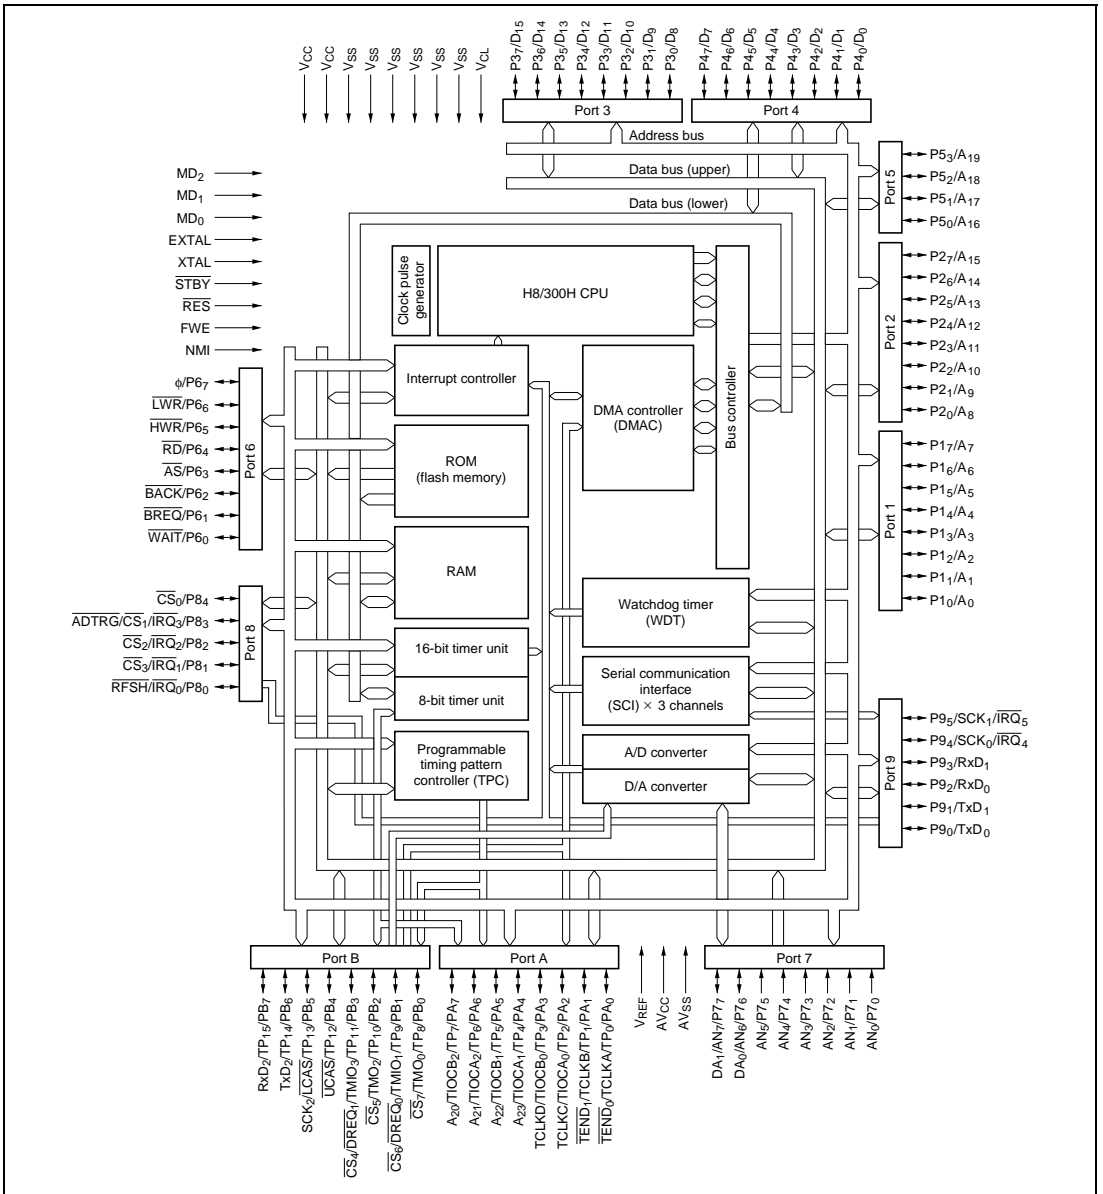 VCC
VCC
VSS
VSS
VSS
VSS
VSS
VSS
VCL
P37/D15
P36/D14
P35/D13
P34/D12
P33/D11
P32/D10
P31/D9
P30/D8
P47/D7
P46/D6
P45/D5
P44/D4
P43/D3
P42/D2
P41/D1
P40/D0
Port 3
Port 4
Address bus
Data bus (upper)
Data bus (lower)
MD2
MD1
MD0
EXTAL
XTAL
STBY
RES
FWE
NMI
Port 5
P53/A19
P52/A18
P51/A17
P50/A16
Clock pulse
generator
H8/300H CPU
Bus controller
Port 2
P27/A15
P26/A14
P25/A13
P24/A12
P23/A11
P22/A10
P21/A9
P20/A8
Interrupt controller
DMA controller
(DMAC)
φ/P67
LWR/P66
HWR/P65
RD/P64
AS/P63
BACK/P62
BREQ/P61
WAIT/P60
Port 6
ROM
(flash memory)
Port 1
P17/A7
P16/A6
P15/A5
P14/A4
P13/A3
P12/A2
P11/A1
P10/A0
RAM
CS0/P84
ADTRG/CS1/IRQ3/P83
CS2/IRQ2/P82
CS3/IRQ1/P81
RFSH/IRQ0/P80
Port 8
Watchdog timer
(WDT)
16-bit timer unit
8-bit timer unit
Serial communication
interface
(SCI) × 3 channels
Programmable
timing pattern
controller (TPC)
A/D converter
D/A converter
Port 9
P95/SCK1/IRQ5
P94/SCK0/IRQ4
P93/RxD1
P92/RxD0
P91/TxD1
P90/TxD0
Port B
Port A
Port 7
RxD2/TP15/PB7
TxD2/TP14/PB6
SCK2/LCAS/TP13/PB5
UCAS/TP12/PB4
CS4/DREQ1/TMIO3/TP11/PB3
CS5/TMO2/TP10/PB2
CS6/DREQ0/TMIO1/TP9/PB1
CS7/TMO0/TP8/PB0
A20/TIOCB2/TP7/PA7
A21/TIOCA2/TP6/PA6
A22/TIOCB1/TP5/PA5
A23/TIOCA1/TP4/PA4
TCLKD/TIOCB0/TP3/PA3
TCLKC/TIOCA0/TP2/PA2
TEND1/TCLKB/TP1/PA1
TEND0/TCLKA/TP0/PA0
VREF
AVCC
AVSS
DA1/AN7/P77
DA0/AN6/P76
AN5/P75
AN4/P74
AN3/P73
AN2/P72
AN1/P71
AN0/P70